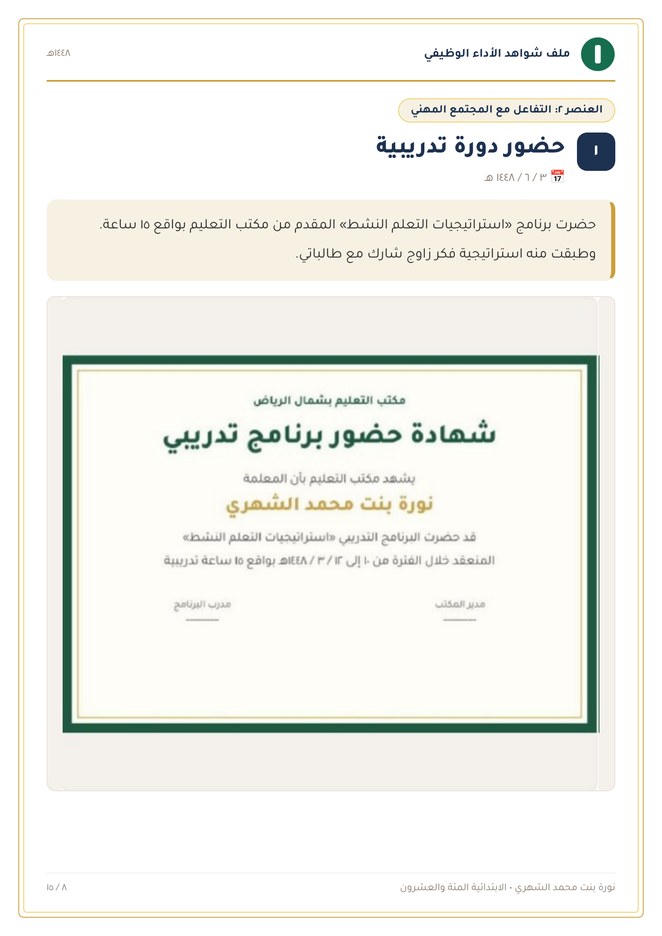 ملف شواهد الأداء الوظيفي
١٤٤٨هـ
العنصر ٢: التفاعل مع المجتمع المهني
١
حضور دورة تدريبية
٣ / ٦ / ١٤٤٨ هـ
حضرت برنامج «استراتيجيات التعلم النشط» المقدم من مكتب التعليم بواقع ١٥ ساعة.
وطبقت منه استراتيجية فكر زاوج شارك مع طالباتي.
مكتب التعليم بشمال الرياض
شهادة حضور برنامج تدريبي
يشهد مكتب التعليم بأن المعلمة
نورة بنت محمد الشهري
قد حضرت البرنامج التدريبي «استراتيجيات التعلم النشط»
المنعقد خلال الفترة من ١٠ إلى ١٢ / ٣ / ١٤٤٨هـ بواقع ١٥ ساعة تدريبية
مدير المكتب
مدرب البرنامج
نورة بنت محمد الشهري • الابتدائية المئة والعشرون
٨ / ١٥